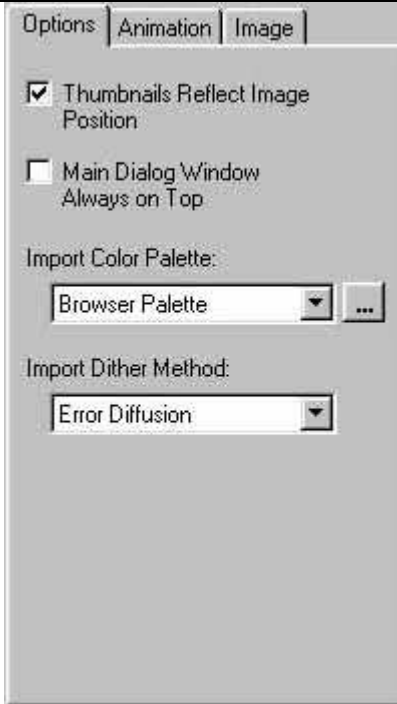 Options Animation Image
Thumbnails Reflect Image
Position
Main Dialog Window
Always on Top
Import Color Palette:
Browser Palette ...
Import Dither Method:
Error Diffusion